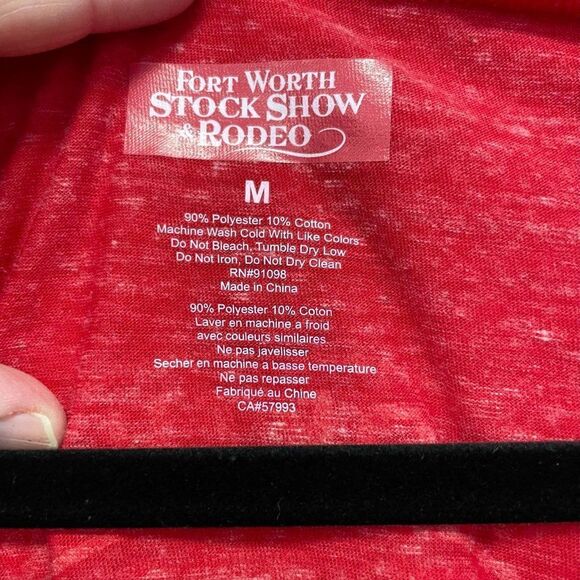 FORT WORTH
STOCK SHOW
& RODEO
M
90% Polyester 10% Cotton
Machine Wash Cold With Like Colors
Do Not Bleach, Tumble Dry Low
Do Not Iron, Do Not Dry Clean
RN#91098
Made in China
90% Polyester 10% Coton
Laver en machine a froid
avec couleurs similaires
Ne pas javelisser
Secher en machine a basse temperature
Ne pas repasser
Fabriqué au Chine
CA#57993